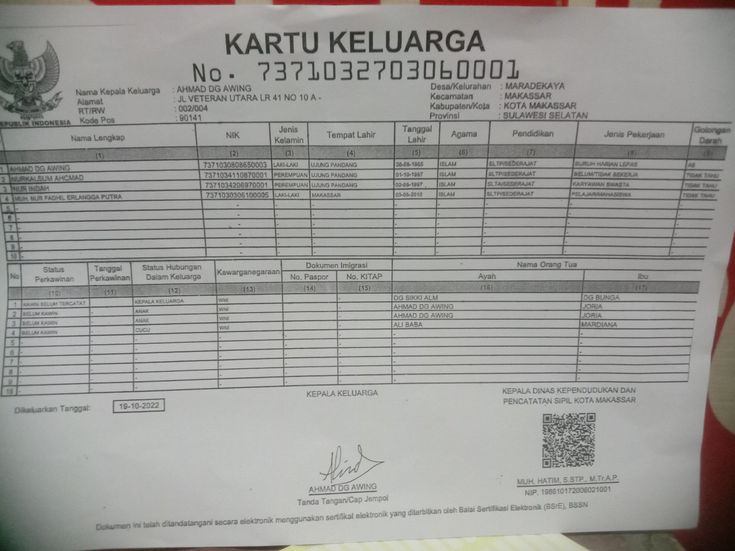 KARTU KELUARGA
No. 7371032703060001
REPUBLIK INDONESIA
Nama Kepala Keluarga : AHMAD DG AWING
Alamat : JL VETERAN UTARA LR 41 NO 10 A -
RT/RW : 002/004
Kode Pos : 90141
Desa/Kelurahan : MARADEKAYA
Kecamatan : MAKASSAR
Kabupaten/Kota : KOTA MAKASSAR
Provinsi : SULAWESI SELATAN
Nama Lengkap NIK Jenis Kelamin Tempat Lahir Tanggal Lahir Agama Pendidikan Jenis Pekerjaan Golongan Darah
(1) (2) (3) (4) (5) (6) (7) (8) (9)
1 AHMAD DG AWING 7371030808650003 LAKI-LAKI UJUNG PANDANG ISLAM SLTP/SEDERAJAT BURUH HARIAN LEPAS
2 NURKALSUM AHCMAD 7371034110870001 PEREMPUAN UJUNG PANDANG 01-10-1987 ISLAM SLTP/SEDERAJAT BELUM/TIDAK BEKERJA TIDAK TAHU
3 NUR INDAH 7371034206970001 PEREMPUAN UJUNG PANDANG 02-06-1997 ISLAM SLTA/SEDERAJAT KARYAWAN SWASTA TIDAK TAHU
4 MUH. NUR FADHIL ERLANGGA PUTRA 7371030306100005 LAKI-LAKI MAKASSAR 03-06-2010 ISLAM SLTP/SEDERAJAT PELAJAR/MAHASISWA TIDAK TAHU
5 -
6 -
7 -
8 -
9 -
10 -
No Status Perkawinan Tanggal Perkawinan Status Hubungan Dalam Keluarga Kewarganegaraan Dokumen Imigrasi Nama Orang Tua
No. Paspor No. KITAP Ayah Ibu
(10) (11) (12) (13) (14) (15) (16) (17)
1 KAWIN BELUM TERCATAT - KEPALA KELUARGA WNI - - DG SIKKI ALM DG BUNGA
2 BELUM KAWIN - ANAK WNI - - AHMAD DG AWING JORIA
3 BELUM KAWIN - ANAK WNI - - AHMAD DG AWING JORIA
4 BELUM KAWIN - CUCU WNI - - ALI BABA MARDIANA
5 -
6 -
7 -
8 -
9 -
10 -
Dikeluarkan Tanggal : 19-10-2022
KEPALA KELUARGA
AHMAD DG AWING
Tanda Tangan/Cap Jempol
KEPALA DINAS KEPENDUDUKAN DAN
PENCATATAN SIPIL KOTA MAKASSAR
MUH. HATIM, S.STP., M.Tr.A.P.
NIP. 198610172006021001
Dokumen ini telah ditandatangani secara elektronik menggunakan sertifikat elektronik yang diterbitkan oleh Balai Sertifikasi Elektronik (BSrE), BSSN